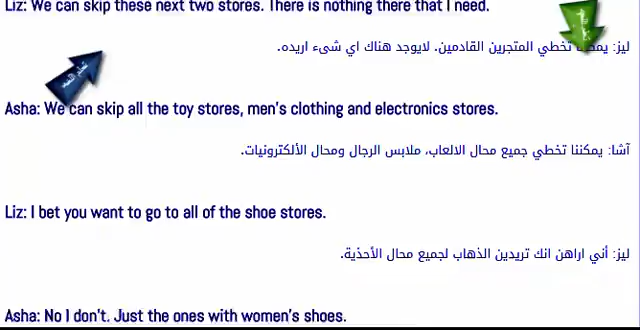 Liz: We can skip these next two stores. There is nothing there that I need.
ليز: تخطي المتجرين القادمين. لايوجد هناك اي شىء اريده.
Asha: We can skip all the toy stores, men's clothing and electronics stores.
آشا: يمكننا تخطي جميع محال الالعاب، ملابس الرجال ومحال الألكترونيات.
Liz: I bet you want to go to all of the shoe stores.
ليز: أني اراهن انك تريدين الذهاب لجميع محال الأحذية.
Asha: No I don't. Just the ones with women's shoes.